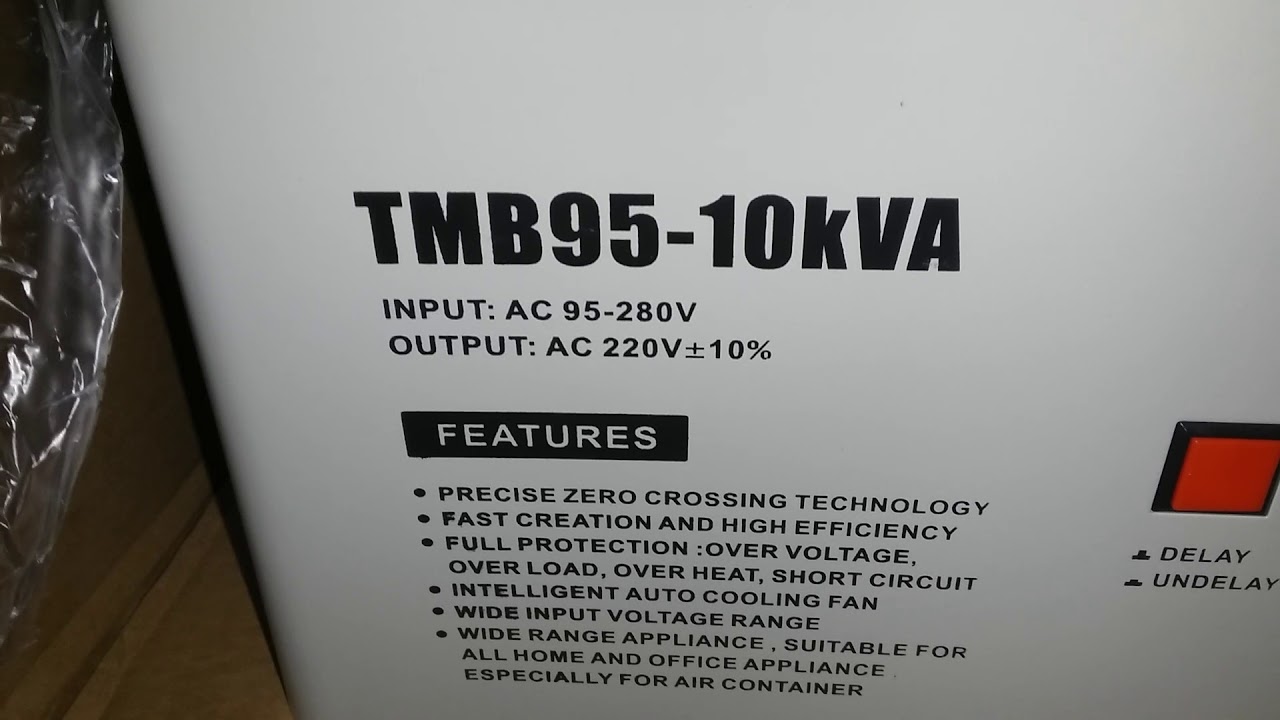 TMB95-10kVA
INPUT: AC 95-280V
OUTPUT: AC 220V±10%
FEATURES
• PRECISE ZERO CROSSING TECHNOLOGY
• FAST CREATION AND HIGH EFFICIENCY
• FULL PROTECTION :OVER VOLTAGE,
OVER LOAD, OVER HEAT, SHORT CIRCUIT
• INTELLIGENT AUTO COOLING FAN
• WIDE INPUT VOLTAGE RANGE
• WIDE RANGE APPLIANCE , SUITABLE FOR
ALL HOME AND OFFICE APPLIANCE
ESPECIALLY FOR AIR CONTAINER
DELAY
UNDELAY